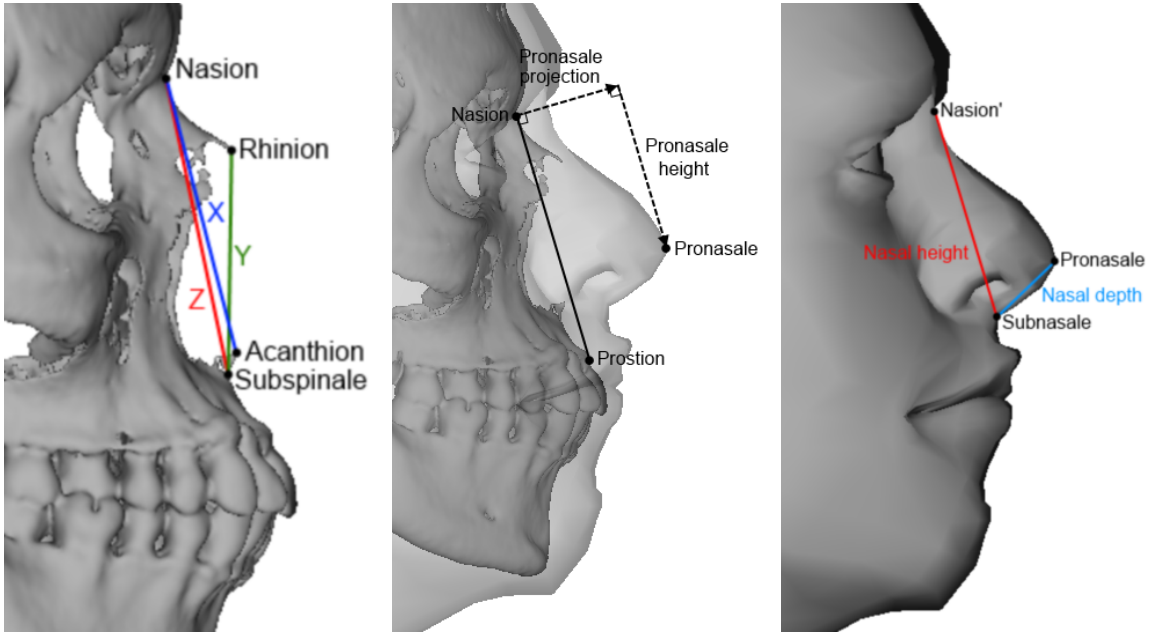 Nasion
Rhinion
X
Y
Z
Acanthion
Subspinale
Pronasale
projection
Nasion
Pronasale
height
Pronasale
Prostion
Nasion'
Nasal height
Pronasale
Nasal depth
Subnasale